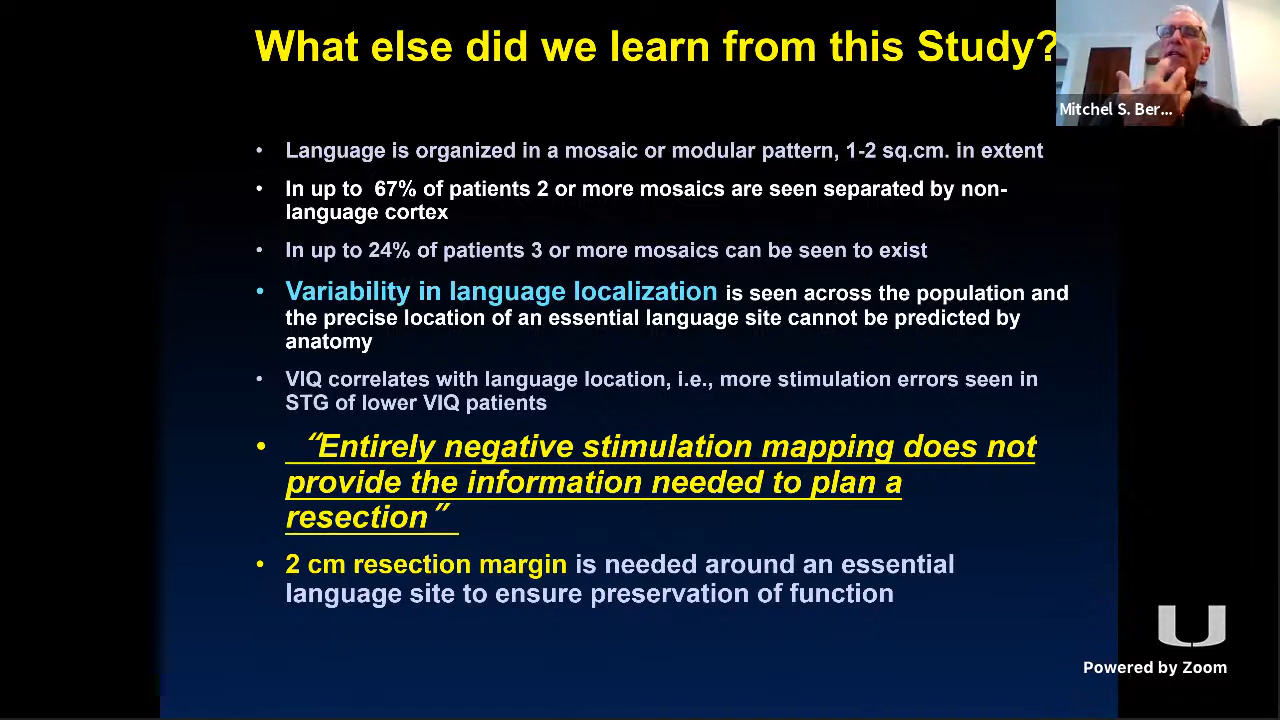 What else did we learn from this Study?
Mitchel S. Ber...
• Language is organized in a mosaic or modular pattern, 1-2 sq.cm. in extent
• In up to 67% of patients 2 or more mosaics are seen separated by non-
language cortex
• In up to 24% of patients 3 or more mosaics can be seen to exist
• Variability in language localization is seen across the population and
the precise location of an essential language site cannot be predicted by
anatomy
• VIQ correlates with language location, i.e., more stimulation errors seen in
STG of lower VIQ patients
• “Entirely negative stimulation mapping does not
provide the information needed to plan a
resection”
• 2 cm resection margin is needed around an essential
language site to ensure preservation of function
U
Powered by Zoom